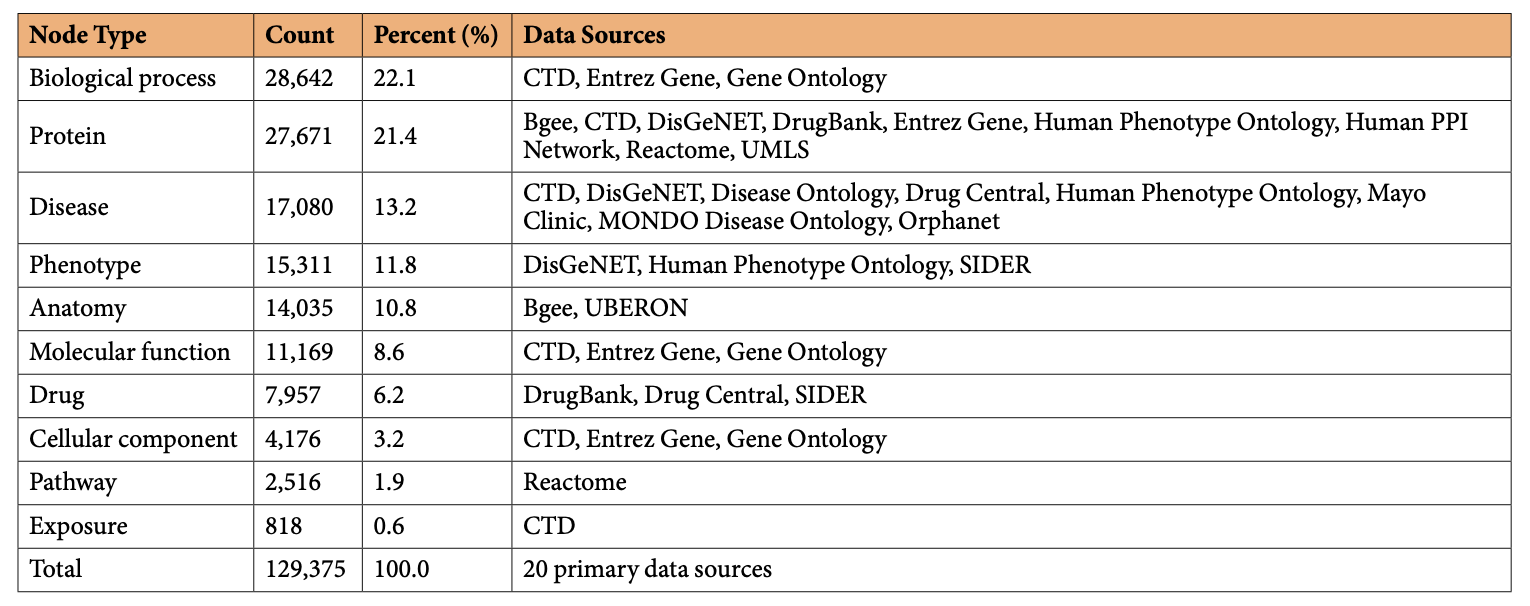 Node Type Count Percent (%) Data Sources
Biological process 28,642 22.1 CTD, Entrez Gene, Gene Ontology
Protein 27,671 21.4 Bgee, CTD, DisGeNET, DrugBank, Entrez Gene, Human Phenotype Ontology, Human PPI
Network, Reactome, UMLS
Disease 17,080 13.2 CTD, DisGeNET, Disease Ontology, Drug Central, Human Phenotype Ontology, Mayo
Clinic, MONDO Disease Ontology, Orphanet
Phenotype 15,311 11.8 DisGeNET, Human Phenotype Ontology, SIDER
Anatomy 14,035 10.8 Bgee, UBERON
Molecular function 11,169 8.6 CTD, Entrez Gene, Gene Ontology
Drug 7,957 6.2 DrugBank, Drug Central, SIDER
Cellular component 4,176 3.2 CTD, Entrez Gene, Gene Ontology
Pathway 2,516 1.9 Reactome
Exposure 818 0.6 CTD
Total 129,375 100.0 20 primary data sources